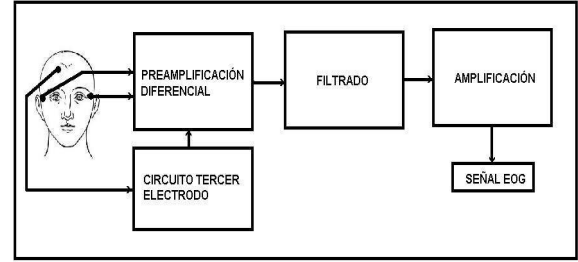 PREAMPLIFICACIÓN
DIFERENCIAL
FILTRADO
AMPLIFICACIÓN
CIRCUITO TERCER
ELECTRODO
SEÑAL EOG